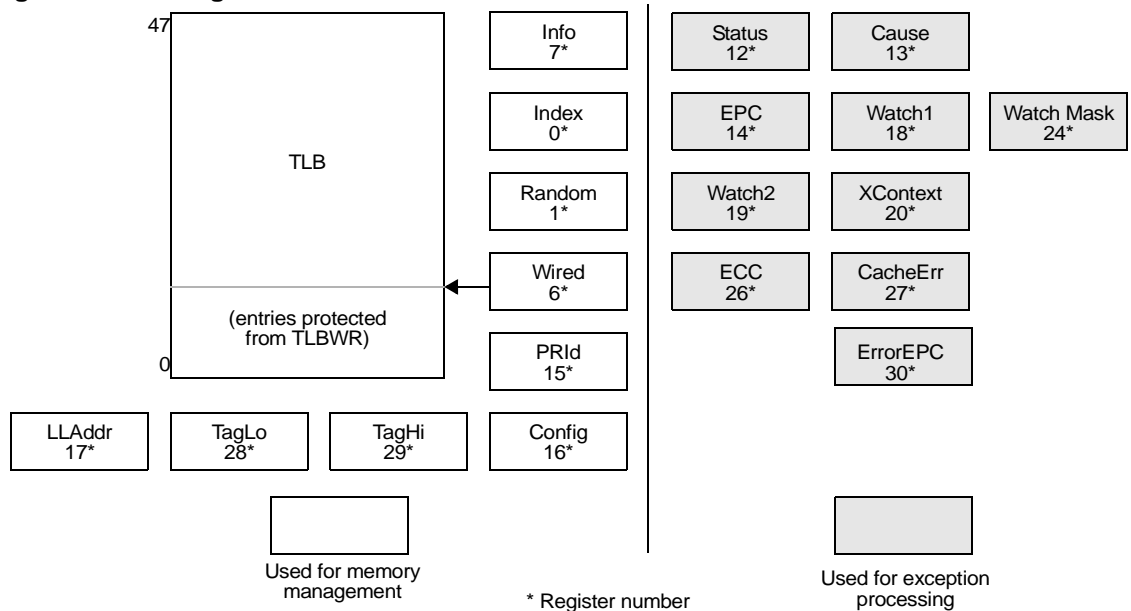 47
TLB
(entries protected
from TLBWR)
0
Info
7*
Index
0*
Random
1*
Wired
6*
PRId
15*
LLAddr
17*
TagLo
28*
TagHi
29*
Config
16*
Status
12*
Cause
13*
EPC
14*
Watch1
18*
Watch Mask
24*
Watch2
19*
XContext
20*
ECC
26*
CacheErr
27*
ErrorEPC
30*
Used for memory
management
* Register number
Used for exception
processing